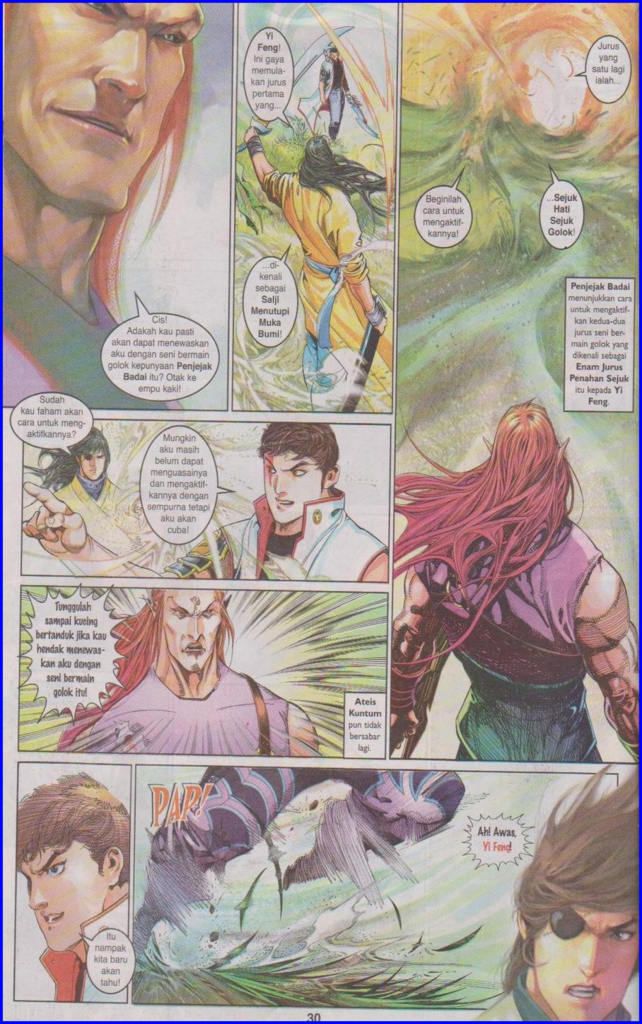 Cis!
Adakah kau pasti
akan dapat menewaskan
aku dengan seni bermain
golok kepunyaan Penjejak
Badai itu? Otak ke
empu kaki!
Yi
Feng!
Ini gaya
memula-
kan jurus
pertama
yang...
...di-
kenali
sebagai
Salji
Menutupi
Muka
Bumi!
Jurus
yang
satu lagi
ialah...
Beginilah
cara untuk
mengaktif-
kannya!
...Sejuk
Hati
Sejuk
Golok!
Penjejak Badai
menunjukkan cara
untuk mengaktif-
kan kedua-dua
jurus seni ber-
main golok yang
dikenali sebagai
Enam Jurus
Penahan Sejuk
itu kepada Yi
Feng.
Sudah
kau faham akan
cara untuk meng-
aktifkannya?
Mungkin
aku masih
belum dapat
menguasainya
dan mengaktif-
kannya dengan
sempurna tetapi
aku akan
cuba!
Tunggulah
sampai kucing
bertanduk jika kau
hendak menewas-
kan aku dengan
seni bermain
golok itu!
Ateis
Kuntum
pun tidak
bersabar
lagi.
Itu
nampak
kita baru
akan
tahu!
PAP!
Ah! Awas,
Yi Feng!
30